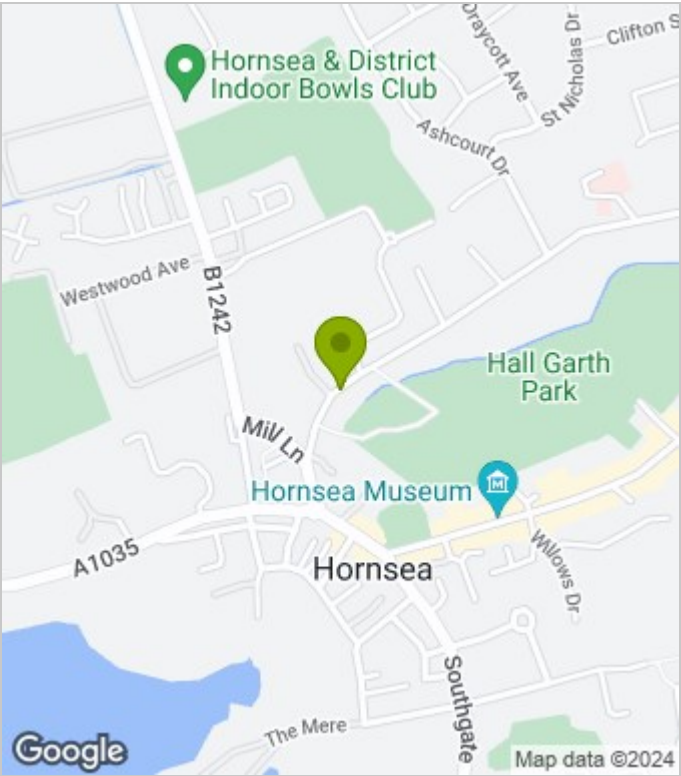 Draycott Ave
St Nicholas Dr
Clifton S
Hornsea & District
Indoor Bowls Club
Ashcourt Dr
Westwood Ave
B1242
Hall Garth
Park
Mill Ln
Hornsea Museum
M
A1035
Hornsea
Willows Dr
Southgate
The Mere
Google
Map data ©2024